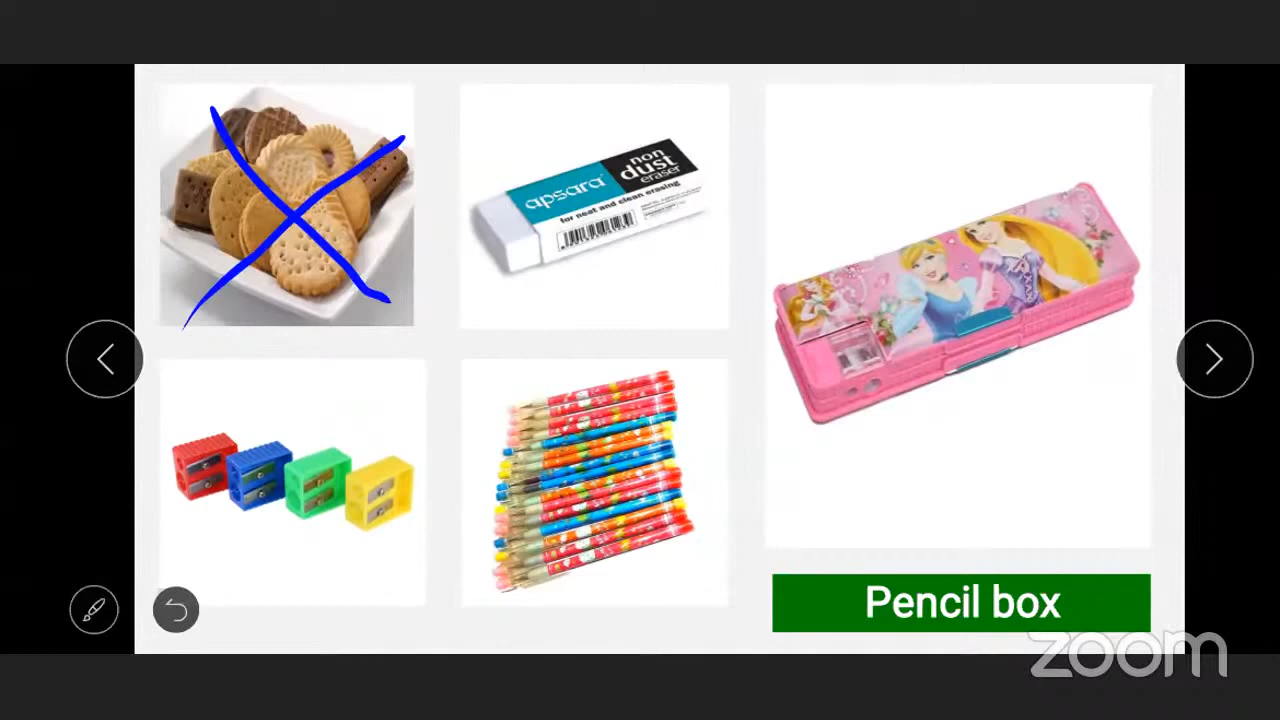 apsara
non
dust
eraser
for neat and clean erasing
Pencil box
zoom